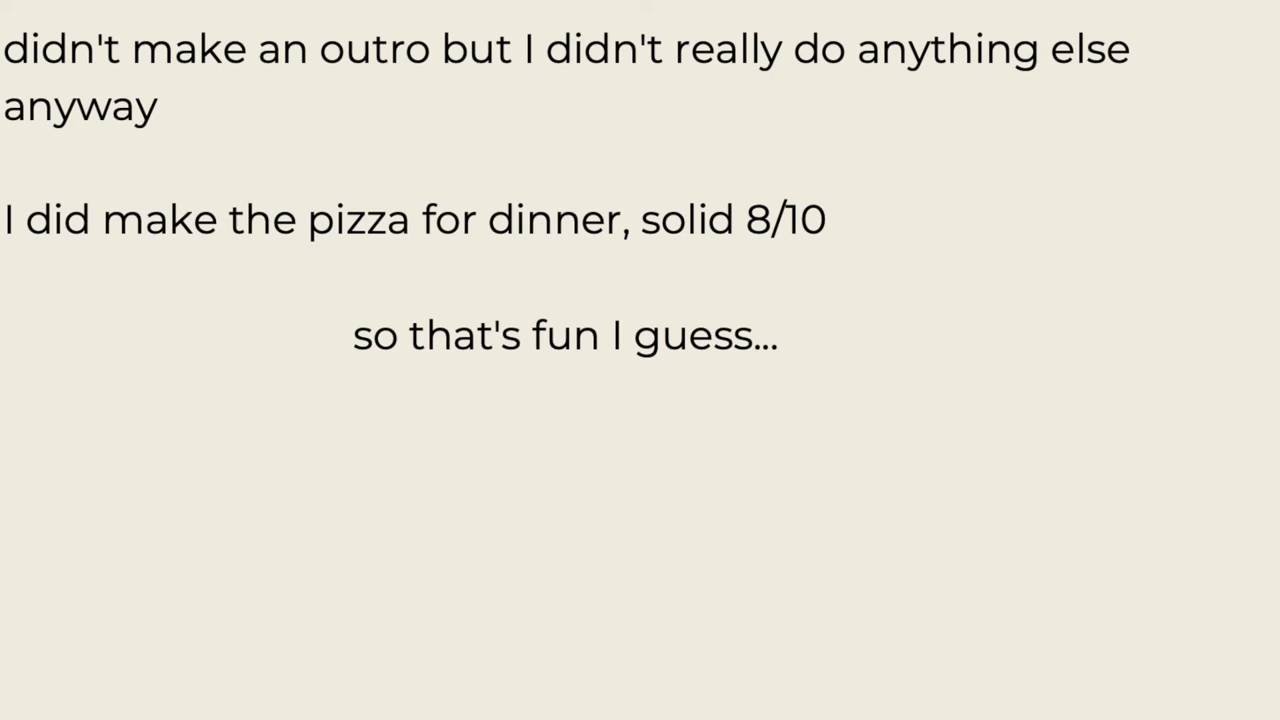 didn't make an outro but I didn't really do anything else
anyway
I did make the pizza for dinner, solid 8/10
so that's fun I guess...